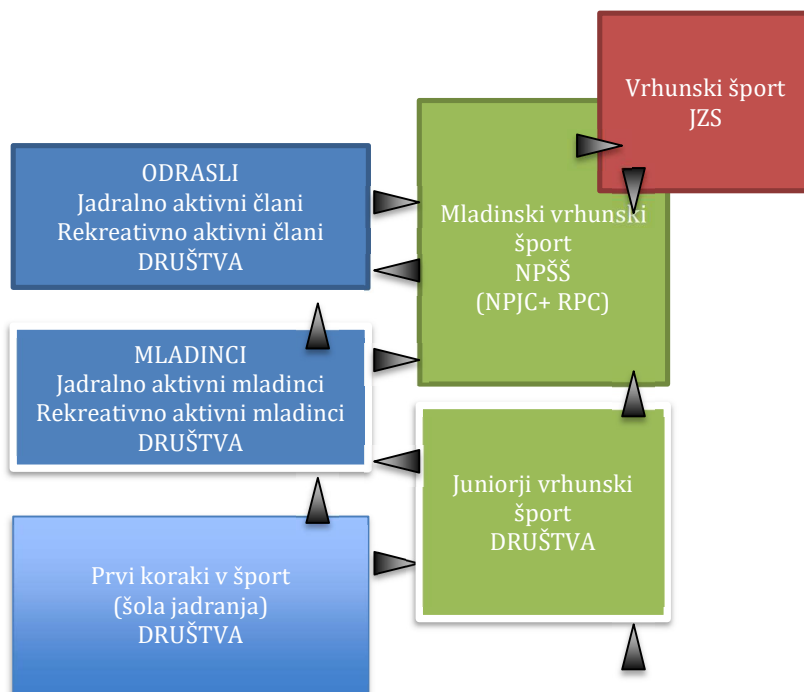 Vrhunski šport
JZS
ODRASLI
Jadralno aktivni člani
Rekreativno aktivni člani
DRUŠTVA
Mladinski vrhunski
šport
NPŠŠ
(NPJC+ RPC)
MLADINCI
Jadralno aktivni mladinci
Rekreativno aktivni mladinci
DRUŠTVA
Juniorji vrhunski
šport
DRUŠTVA
Prvi koraki v šport
(šola jadranja)
DRUŠTVA